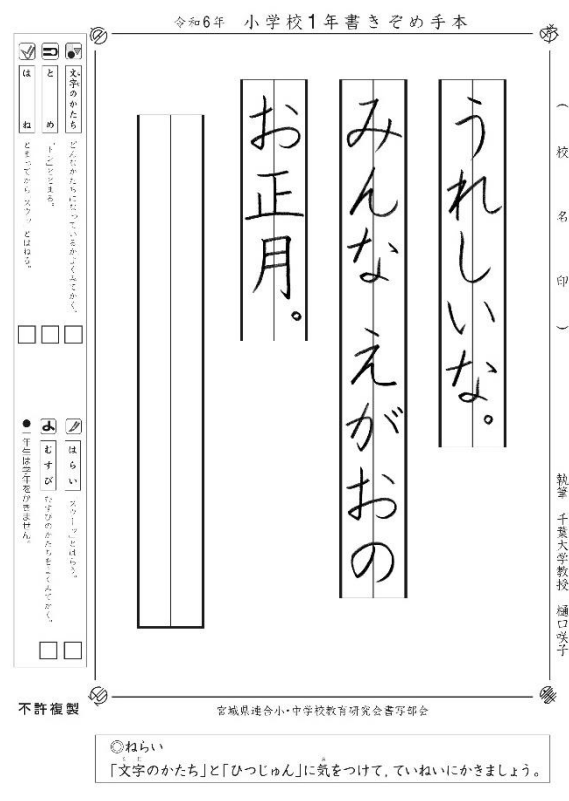 令和6年 小学校1年書きぞめ手本
(校名印)
うれしいな。
みんな えがおの
お正月。
執筆 千葉大学教授 樋口咲子
文字のかたち どんなかたちになっているかよくみてかく。
とめ 「トン」ととまる。
はね とまってから「スウッ」とはねる。
はらい 「スウーッ」とはらう。
むすび むすびのかたちをよくみてかく。
●一年生は学年をかきません。
不許複製
宮城県連合小・中学校教育研究会書写部会
◎ねらい
「文字のかたち」と「ひつじゅん」に気をつけて,ていねいにかきましょう。